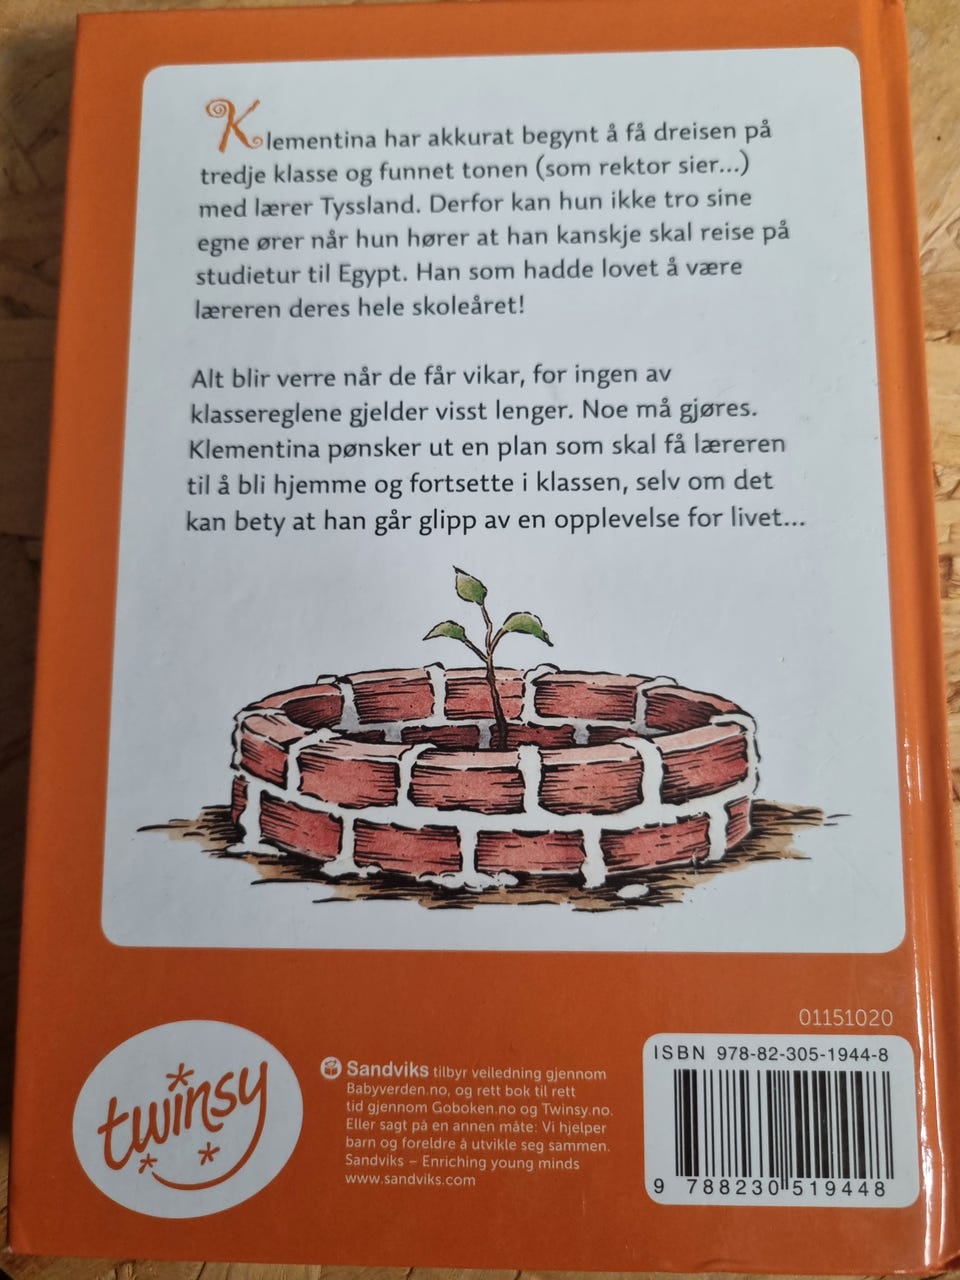 Klementina har akkurat begynt å få dreisen på
tredje klasse og funnet tonen (som rektor sier...)
med lærer Tyssland. Derfor kan hun ikke tro sine
egne ører når hun hører at han kanskje skal reise på
studietur til Egypt. Han som hadde lovet å være
læreren deres hele skoleåret!
Alt blir verre når de får vikar, for ingen av
klassereglene gjelder visst lenger. Noe må gjøres.
Klementina pønsker ut en plan som skal få læreren
til å bli hjemme og fortsette i klassen, selv om det
kan bety at han går glipp av en opplevelse for livet...
twinsy
Sandviks tilbyr veiledning gjennom
Babyverden.no, og rett bok til rett
tid gjennom Goboken.no og Twinsy.no.
Eller sagt på en annen måte: Vi hjelper
barn og foreldre å utvikle seg sammen.
Sandviks – Enriching young minds
www.sandviks.com
01151020
ISBN 978-82-305-1944-8
9 788230 519448